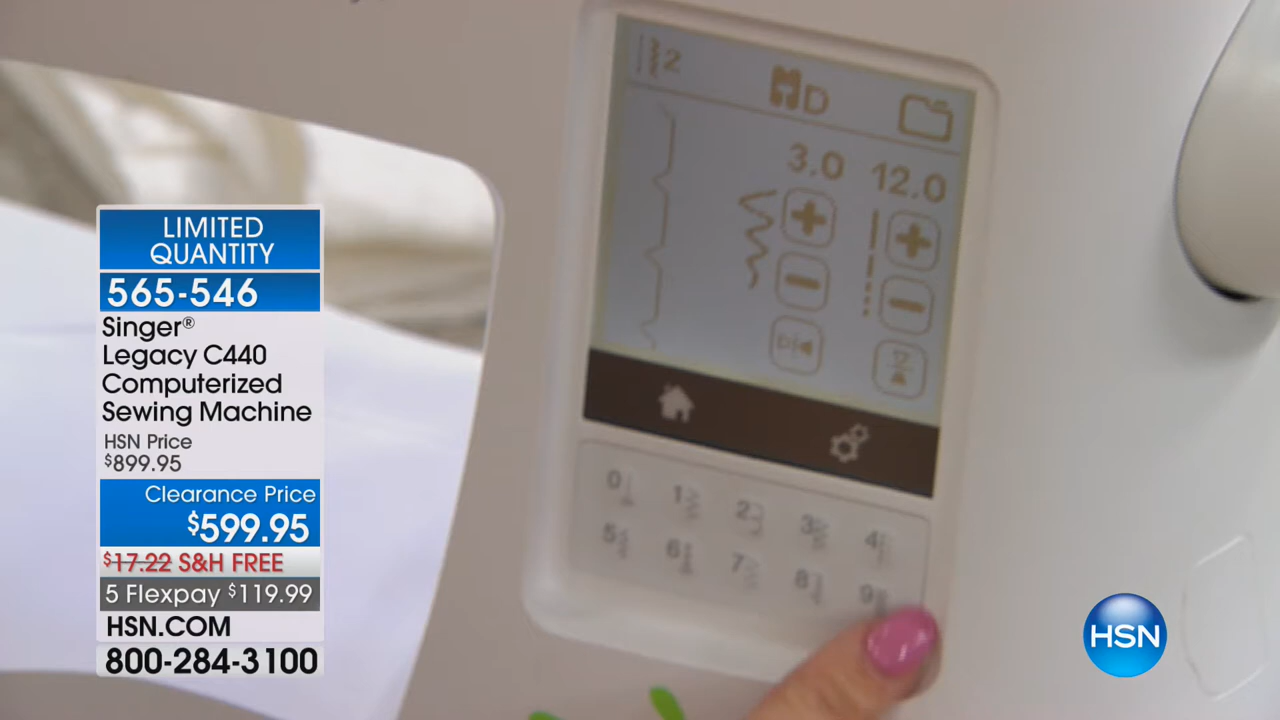 LIMITED
QUANTITY
565-546
Singer®
Legacy C440
Computerized
Sewing Machine
HSN Price
$899.95
Clearance Price
$599.95
$17.22 S&H FREE
5 Flexpay $119.99
HSN.COM
800-284-3100
2 D
3.0 12.0
0 1 2 3 4
5 6 7 8 9
HSN